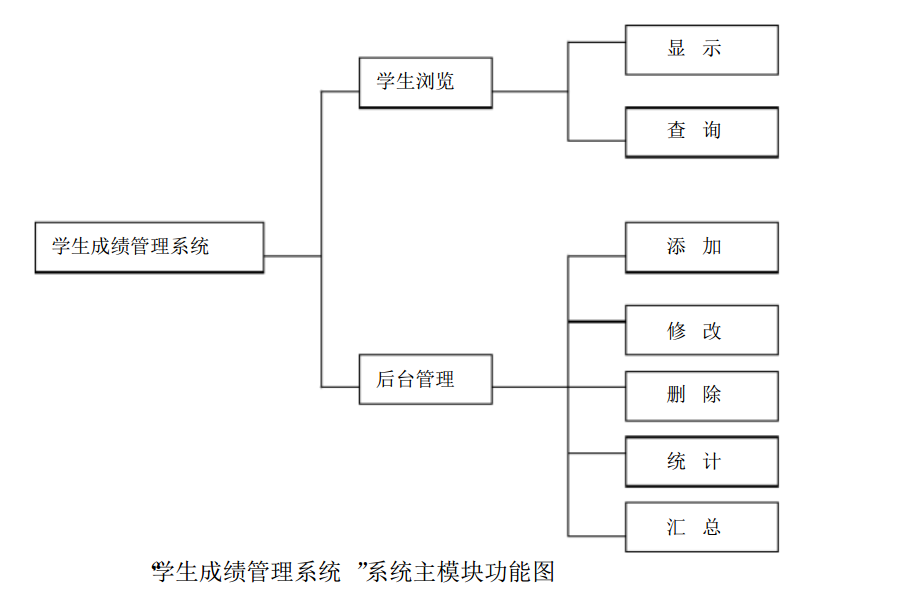 显 示
学生浏览
查 询
学生成绩管理系统
添 加
修 改
后台管理
删 除
统 计
汇 总
“学生成绩管理系统 ”系统主模块功能图